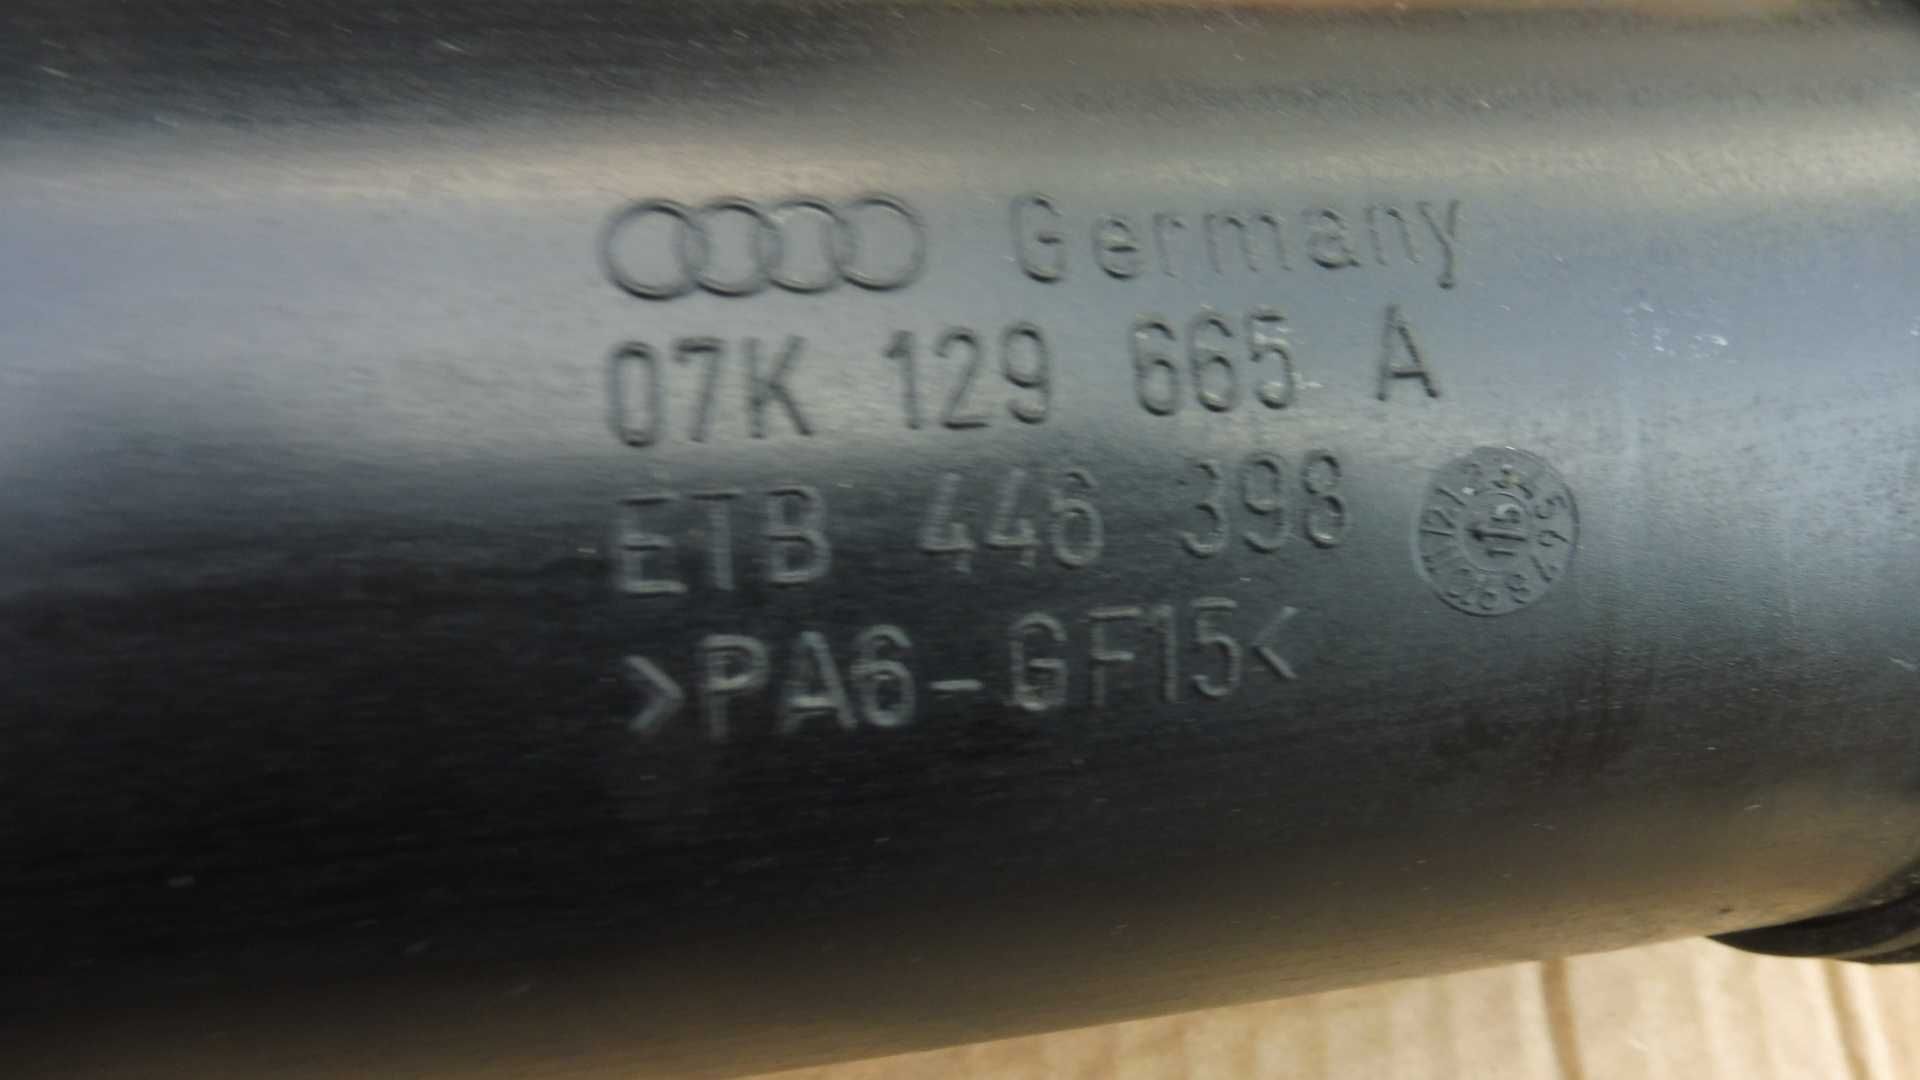 Germany
07K 129 665 A
ETB 446 398
>PA6-GF15<